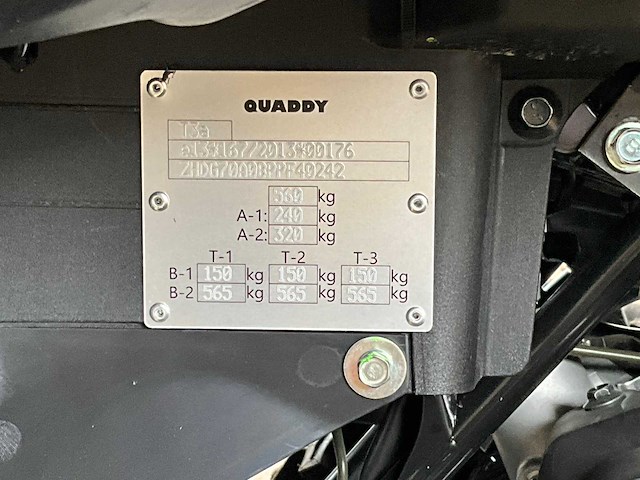 QUADDY
T3a
e13*167/2013*00176
560 kg
A-1: 240 kg
A-2: 320 kg
T-1 T-2 T-3
B-1 150 kg 150 kg 150 kg
B-2 565 kg 565 kg 565 kg